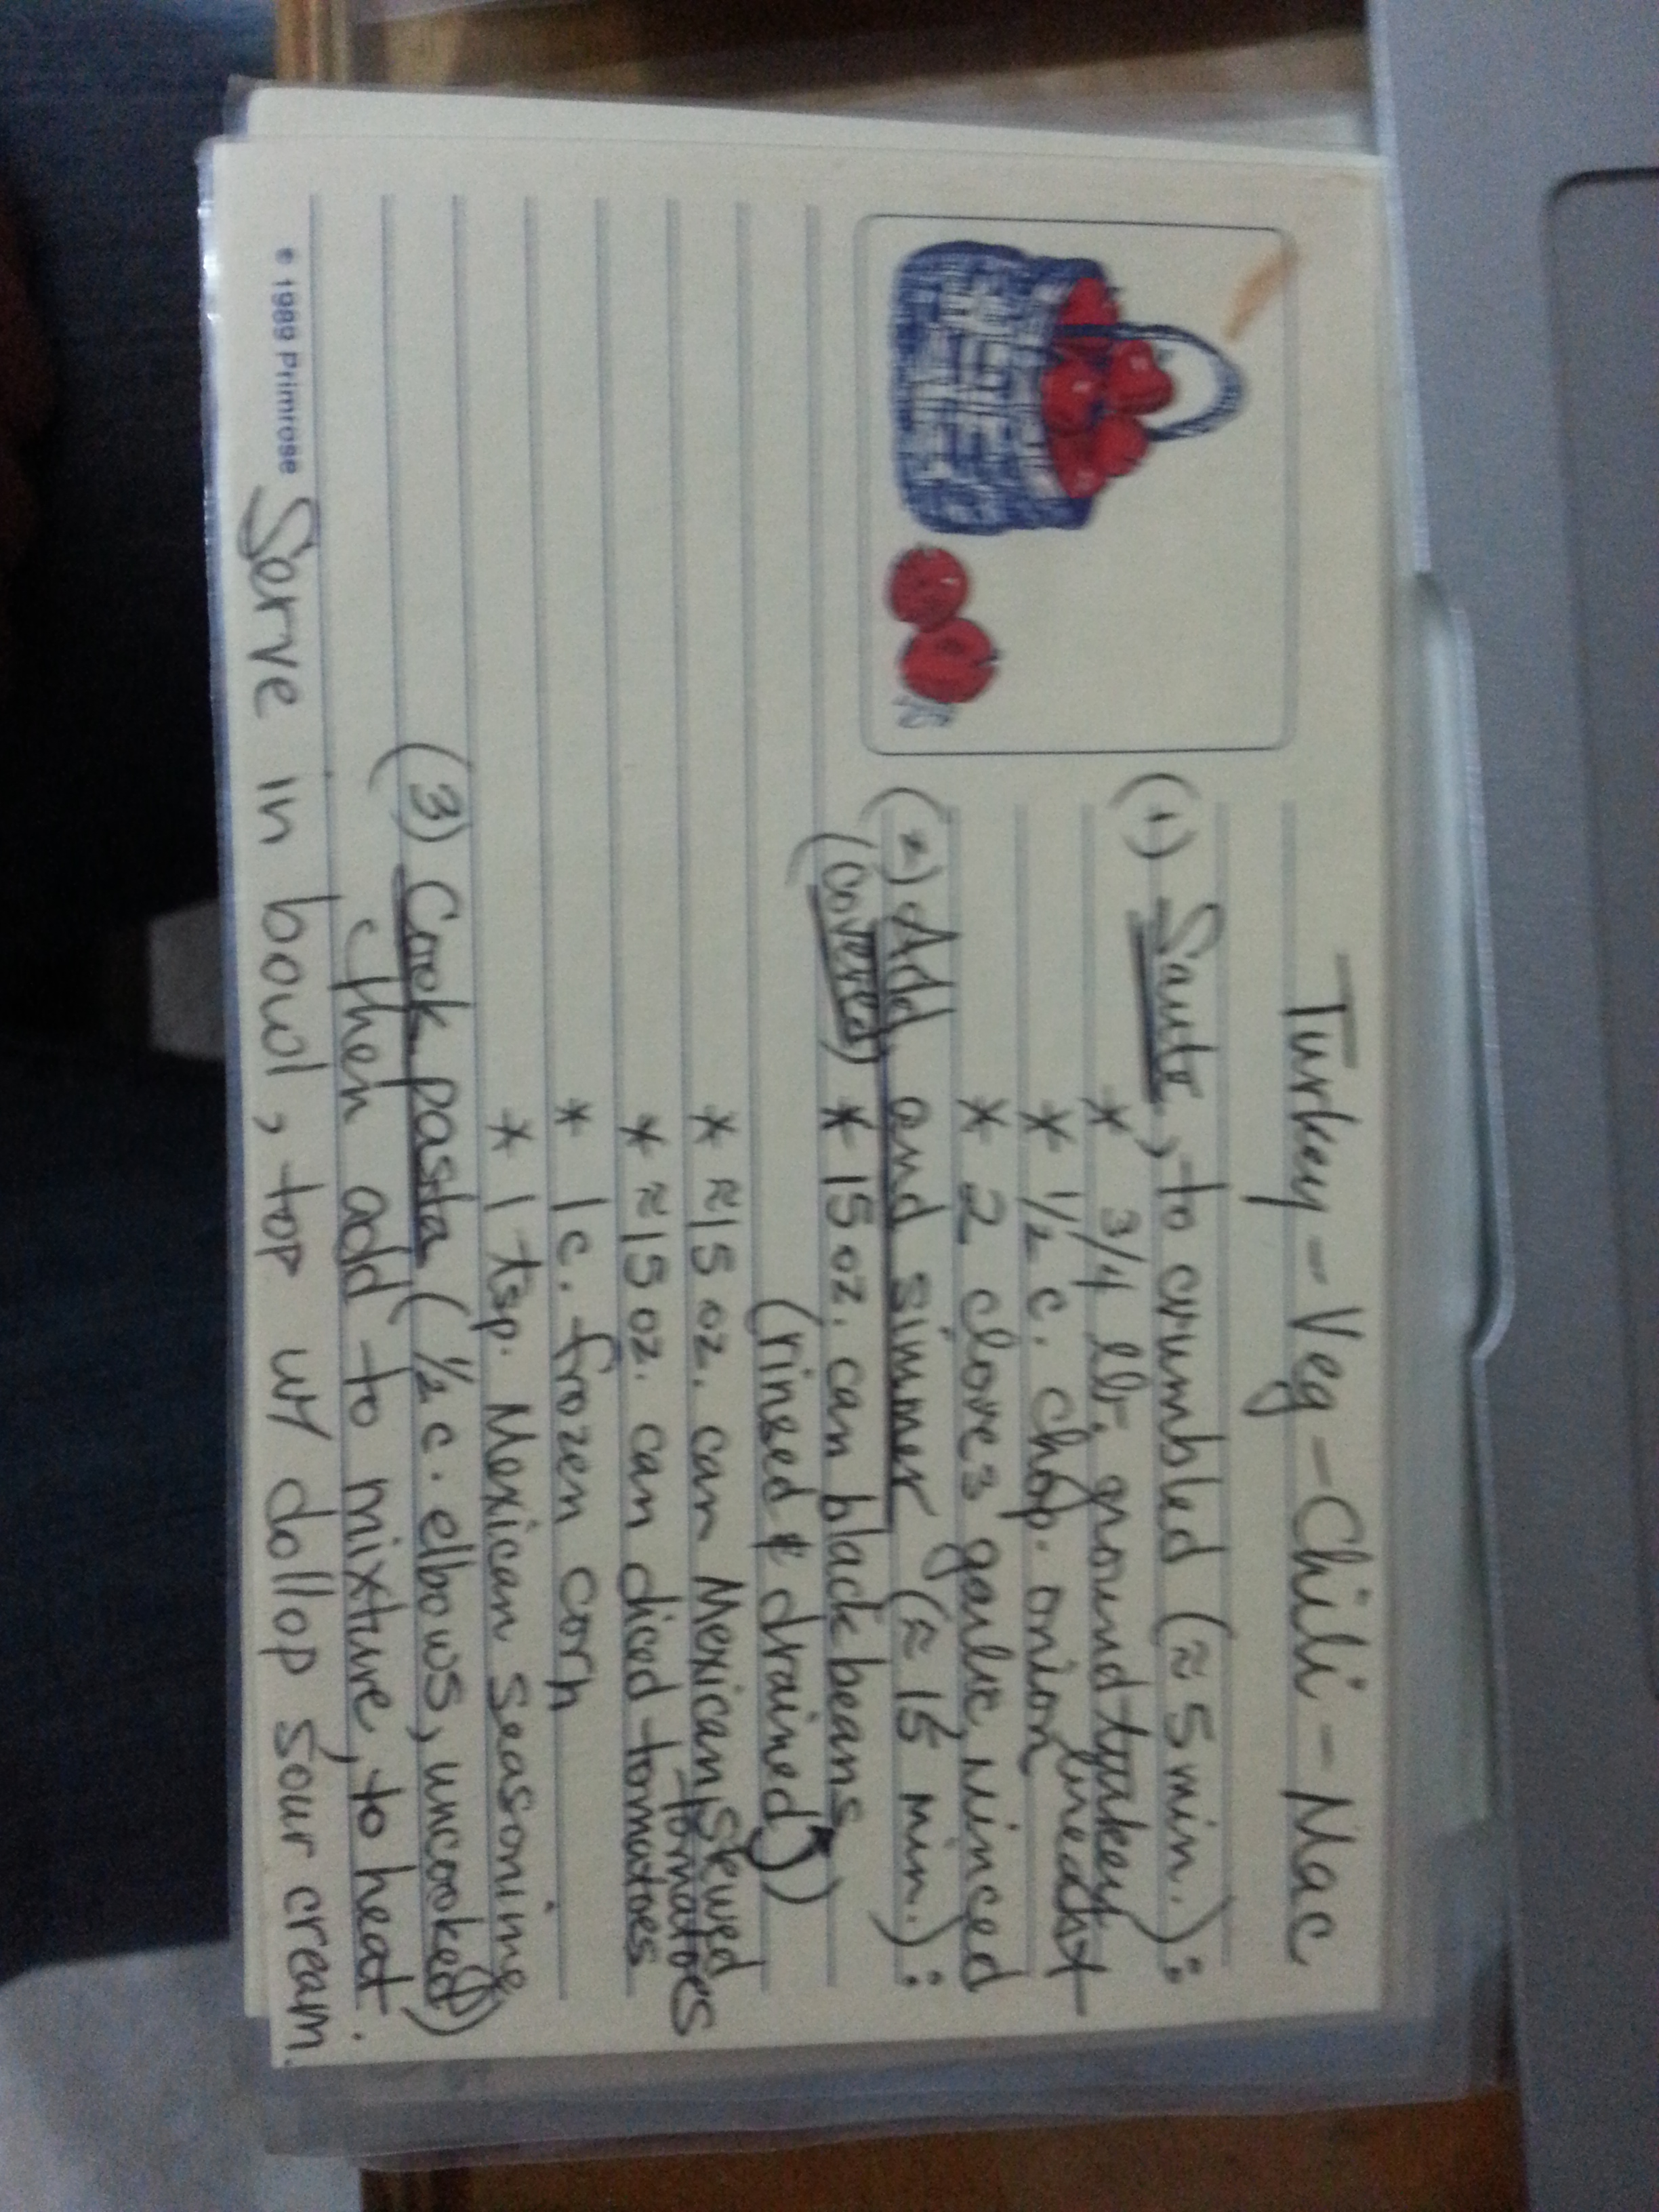 Turkey-Veg-Chili-Mac
(1) Saute, to crumbled (≈ 5 min.):
* 3/4 lb. ground turkey breast
* 1/2 c. chop. onion
* 2 cloves garlic, minced
(2) Add and simmer (≈ 15 min.):
(covered) * 15 oz. can black beans
(rinsed & drained)
* ≈15 oz. can Mexican stewed tomatoes
* ≈15 oz. can diced tomatoes
* 1 c. frozen corn
* 1 tsp. Mexican seasoning
(3) Cook pasta (1/2 c. elbows, uncooked)
then add to mixture, to heat.
Serve in bowl, top w/ dollop sour cream.
© 1989 Primrose